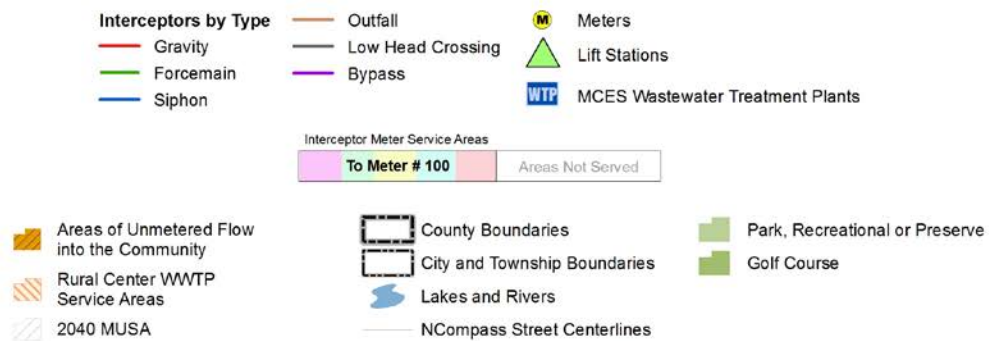 Interceptors by Type
Gravity
Forcemain
Siphon
Outfall
Low Head Crossing
Bypass
M Meters
Lift Stations
WTP MCES Wastewater Treatment Plants
Interceptor Meter Service Areas
To Meter # 100
Areas Not Served
Areas of Unmetered Flow
into the Community
Rural Center WWTP
Service Areas
2040 MUSA
County Boundaries
City and Township Boundaries
Lakes and Rivers
NCompass Street Centerlines
Park, Recreational or Preserve
Golf Course